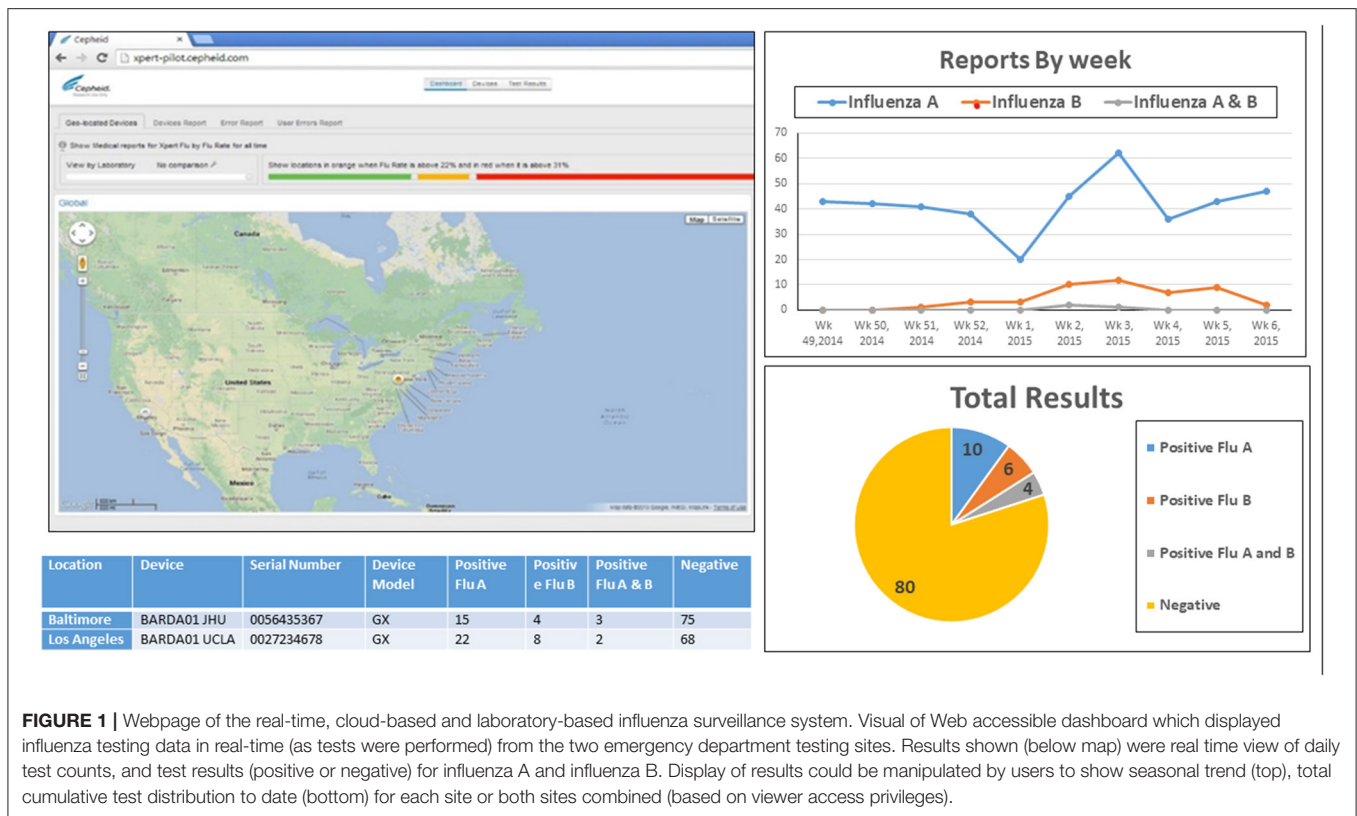 Cepheid
xpert-pilot.cepheid.com
Cepheid.
Dashboard Devices Test Results
Geo-located Devices Devices Report Error Report User Errors Report
Show Medical reports for Xpert Flu by Flu Rate for all time
View by Laboratory No comparison Show locations in orange when Flu Rate is above 22% and in red when it is above 31%
Global
Map Satellite
Canada
United States
North
Atlantic
Ocean
Mexico
Cuba
Location Device Serial Number Device Model Positive Flu A Positiv e Flu B Positive Flu A & B Negative
Baltimore BARDA01 JHU 0056435367 GX 15 4 3 75
Los Angeles BARDA01 UCLA 0027234678 GX 22 8 2 68
Reports By week
Influenza A Influenza B Influenza A & B
70
60
50
40
30
20
10
0
Wk 49,2014 Wk 50, 2014 Wk 51, 2014 Wk 52, 2014 Wk 1, 2015 Wk 2, 2015 Wk 3, 2015 Wk 4, 2015 Wk 5, 2015 Wk 6, 2015
Total Results
10
6
4
80
Positive Flu A
Positive Flu B
Positive Flu A and B
Negative
FIGURE 1 | Webpage of the real-time, cloud-based and laboratory-based influenza surveillance system. Visual of Web accessible dashboard which displayed
influenza testing data in real-time (as tests were performed) from the two emergency department testing sites. Results shown (below map) were real time view of daily
test counts, and test results (positive or negative) for influenza A and influenza B. Display of results could be manipulated by users to show seasonal trend (top), total
cumulative test distribution to date (bottom) for each site or both sites combined (based on viewer access privileges).